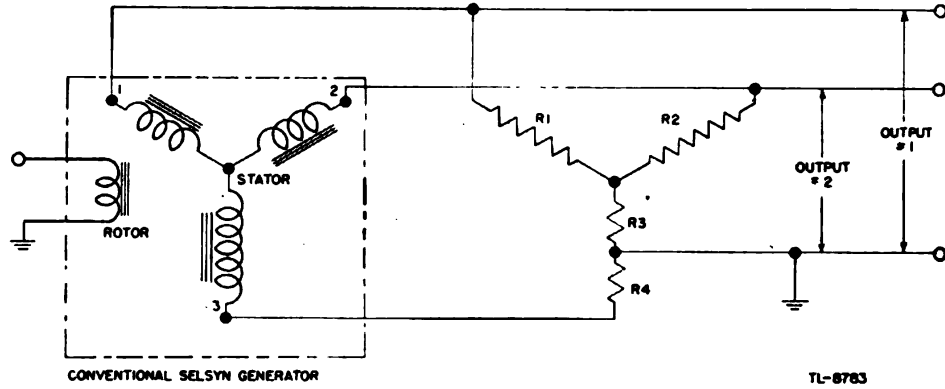 1
2
R1
R2
OUTPUT
#1
OUTPUT
#2
STATOR
ROTOR
R3
R4
3
CONVENTIONAL SELSYN GENERATOR
TL-8783